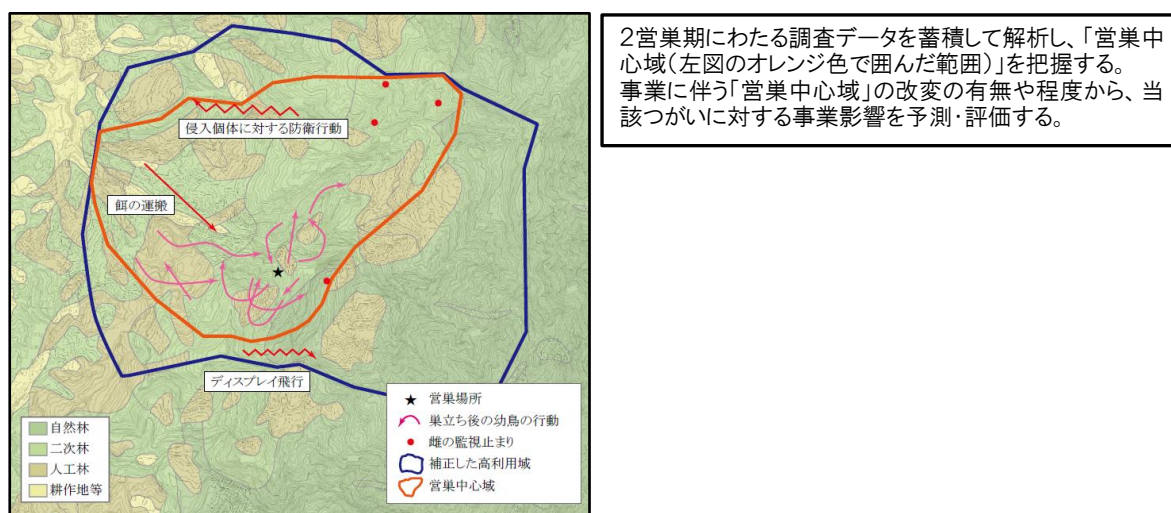 侵入個体に対する防衛行動
餌の運搬
ディスプレイ飛行
自然林
二次林
人工林
耕作地等
営巣場所
巣立ち後の幼鳥の行動
雌の監視止まり
補正した高利用域
営巣中心域
2営巣期にわたる調査データを蓄積して解析し、「営巣中
心域（左図のオレンジ色で囲んだ範囲）」を把握する。
事業に伴う「営巣中心域」の改変の有無や程度から、当
該つがいに対する事業影響を予測・評価する。